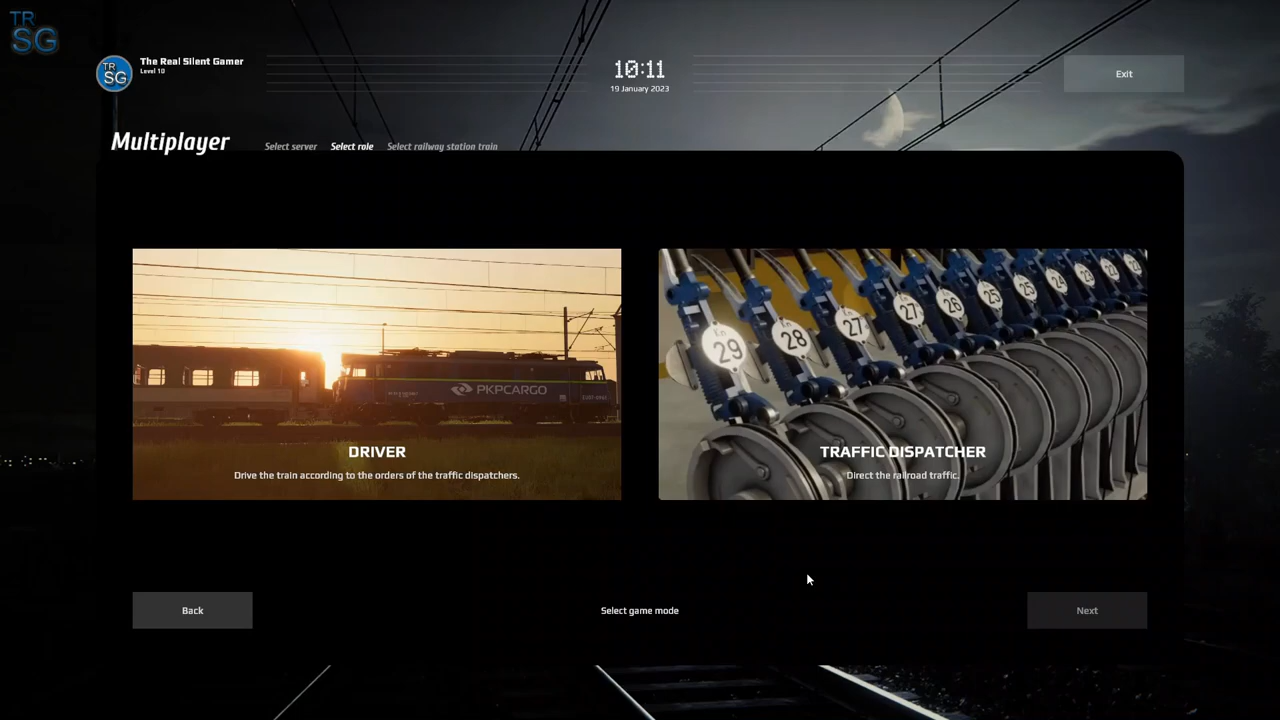 TR
SG
TR
SG
The Real Silent Gamer
Level 10
10:11
19 January 2023
Exit
Multiplayer
Select server
Select role
Select railway station train
PKPCARGO
DRIVER
Drive the train according to the orders of the traffic dispatchers.
En
29
28
27
27
26
25
25
24
23
TRAFFIC DISPATCHER
Direct the railroad traffic.
Back
Select game mode
Next